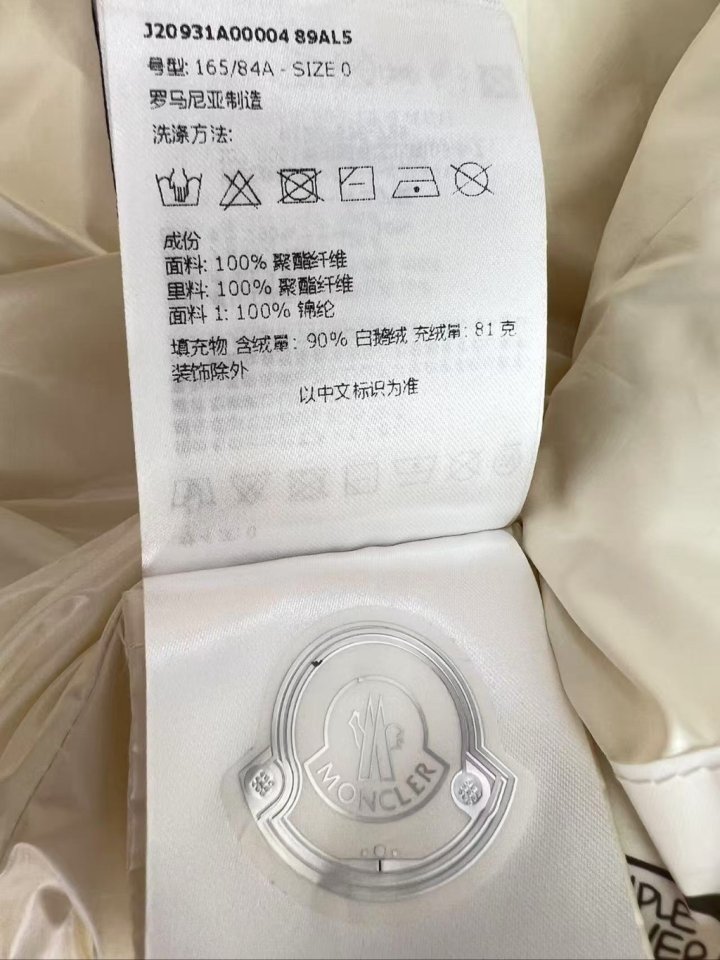 J20931A00004 89AL5
号型: 165/84A - SIZE 0
罗马尼亚制造
洗涤方法:
成份
面料: 100% 聚酯纤维
里料: 100% 聚酯纤维
面料 1: 100% 锦纶
填充物 含绒量: 90% 白鹅绒 充绒量: 81 克
装饰除外
以中文标识为准
MONCLER